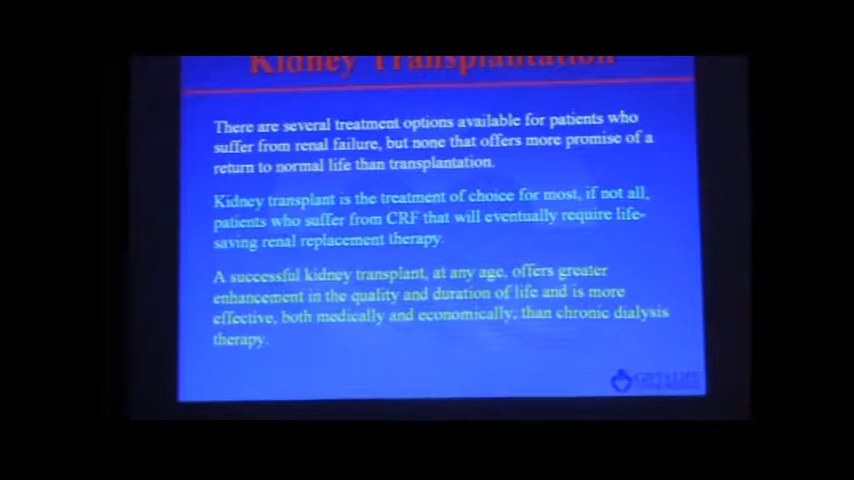 Kidney Transplantation
There are several treatment options available for patients who
suffer from renal failure, but none that offers more promise of a
return to normal life than transplantation.
Kidney transplant is the treatment of choice for most, if not all,
patients who suffer from CRF that will eventually require life-
saving renal replacement therapy.
A successful kidney transplant, at any age, offers greater
enhancement in the quality and duration of life and is more
effective, both medically and economically, than chronic dialysis
therapy.